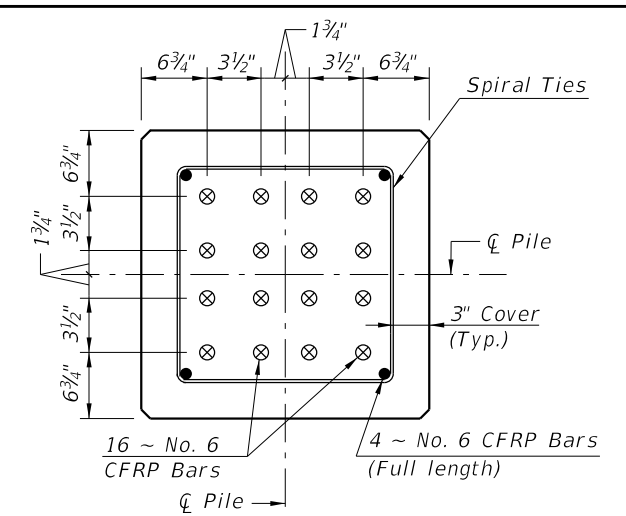 1¾"
6¾" 3½" 3½" 6¾"
Spiral Ties
6¾"
3½"
1¾"
℄ Pile
3½"
3" Cover
(Typ.)
6¾"
16 ~ No. 6
CFRP Bars
4 ~ No. 6 CFRP Bars
(Full length)
℄ Pile